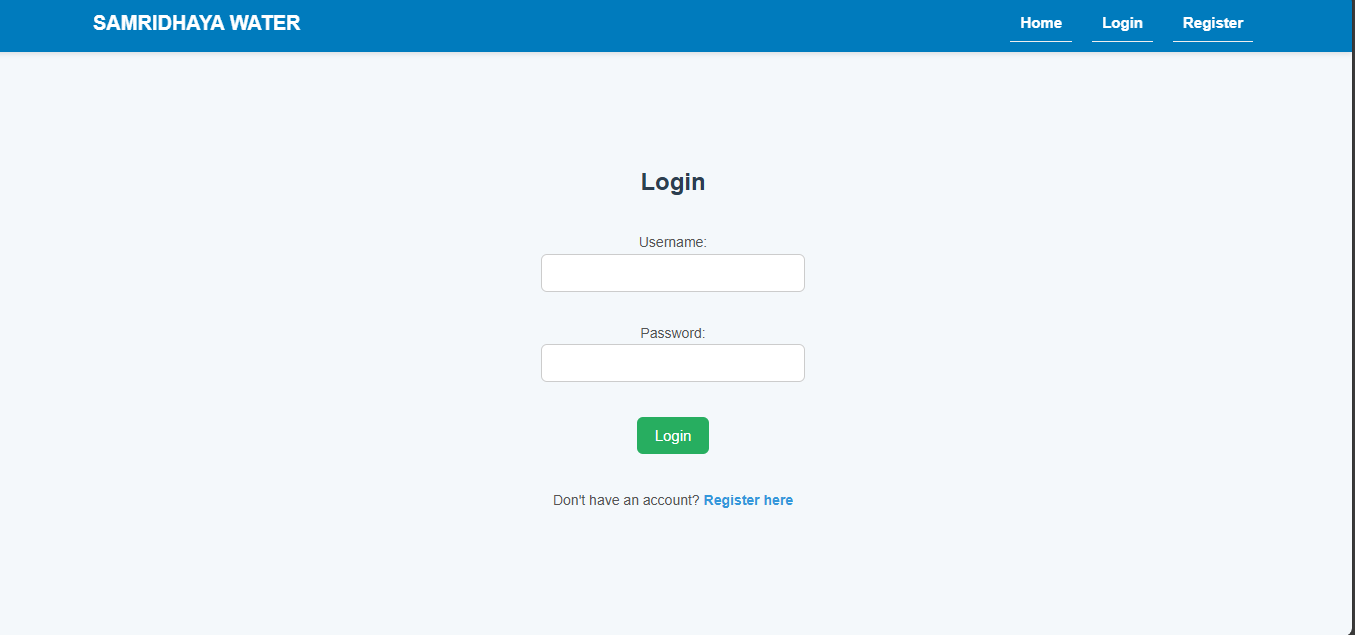 SAMRIDHAYA WATER
Home Login Register
Login
Username:
Password:
Login
Don't have an account? Register here